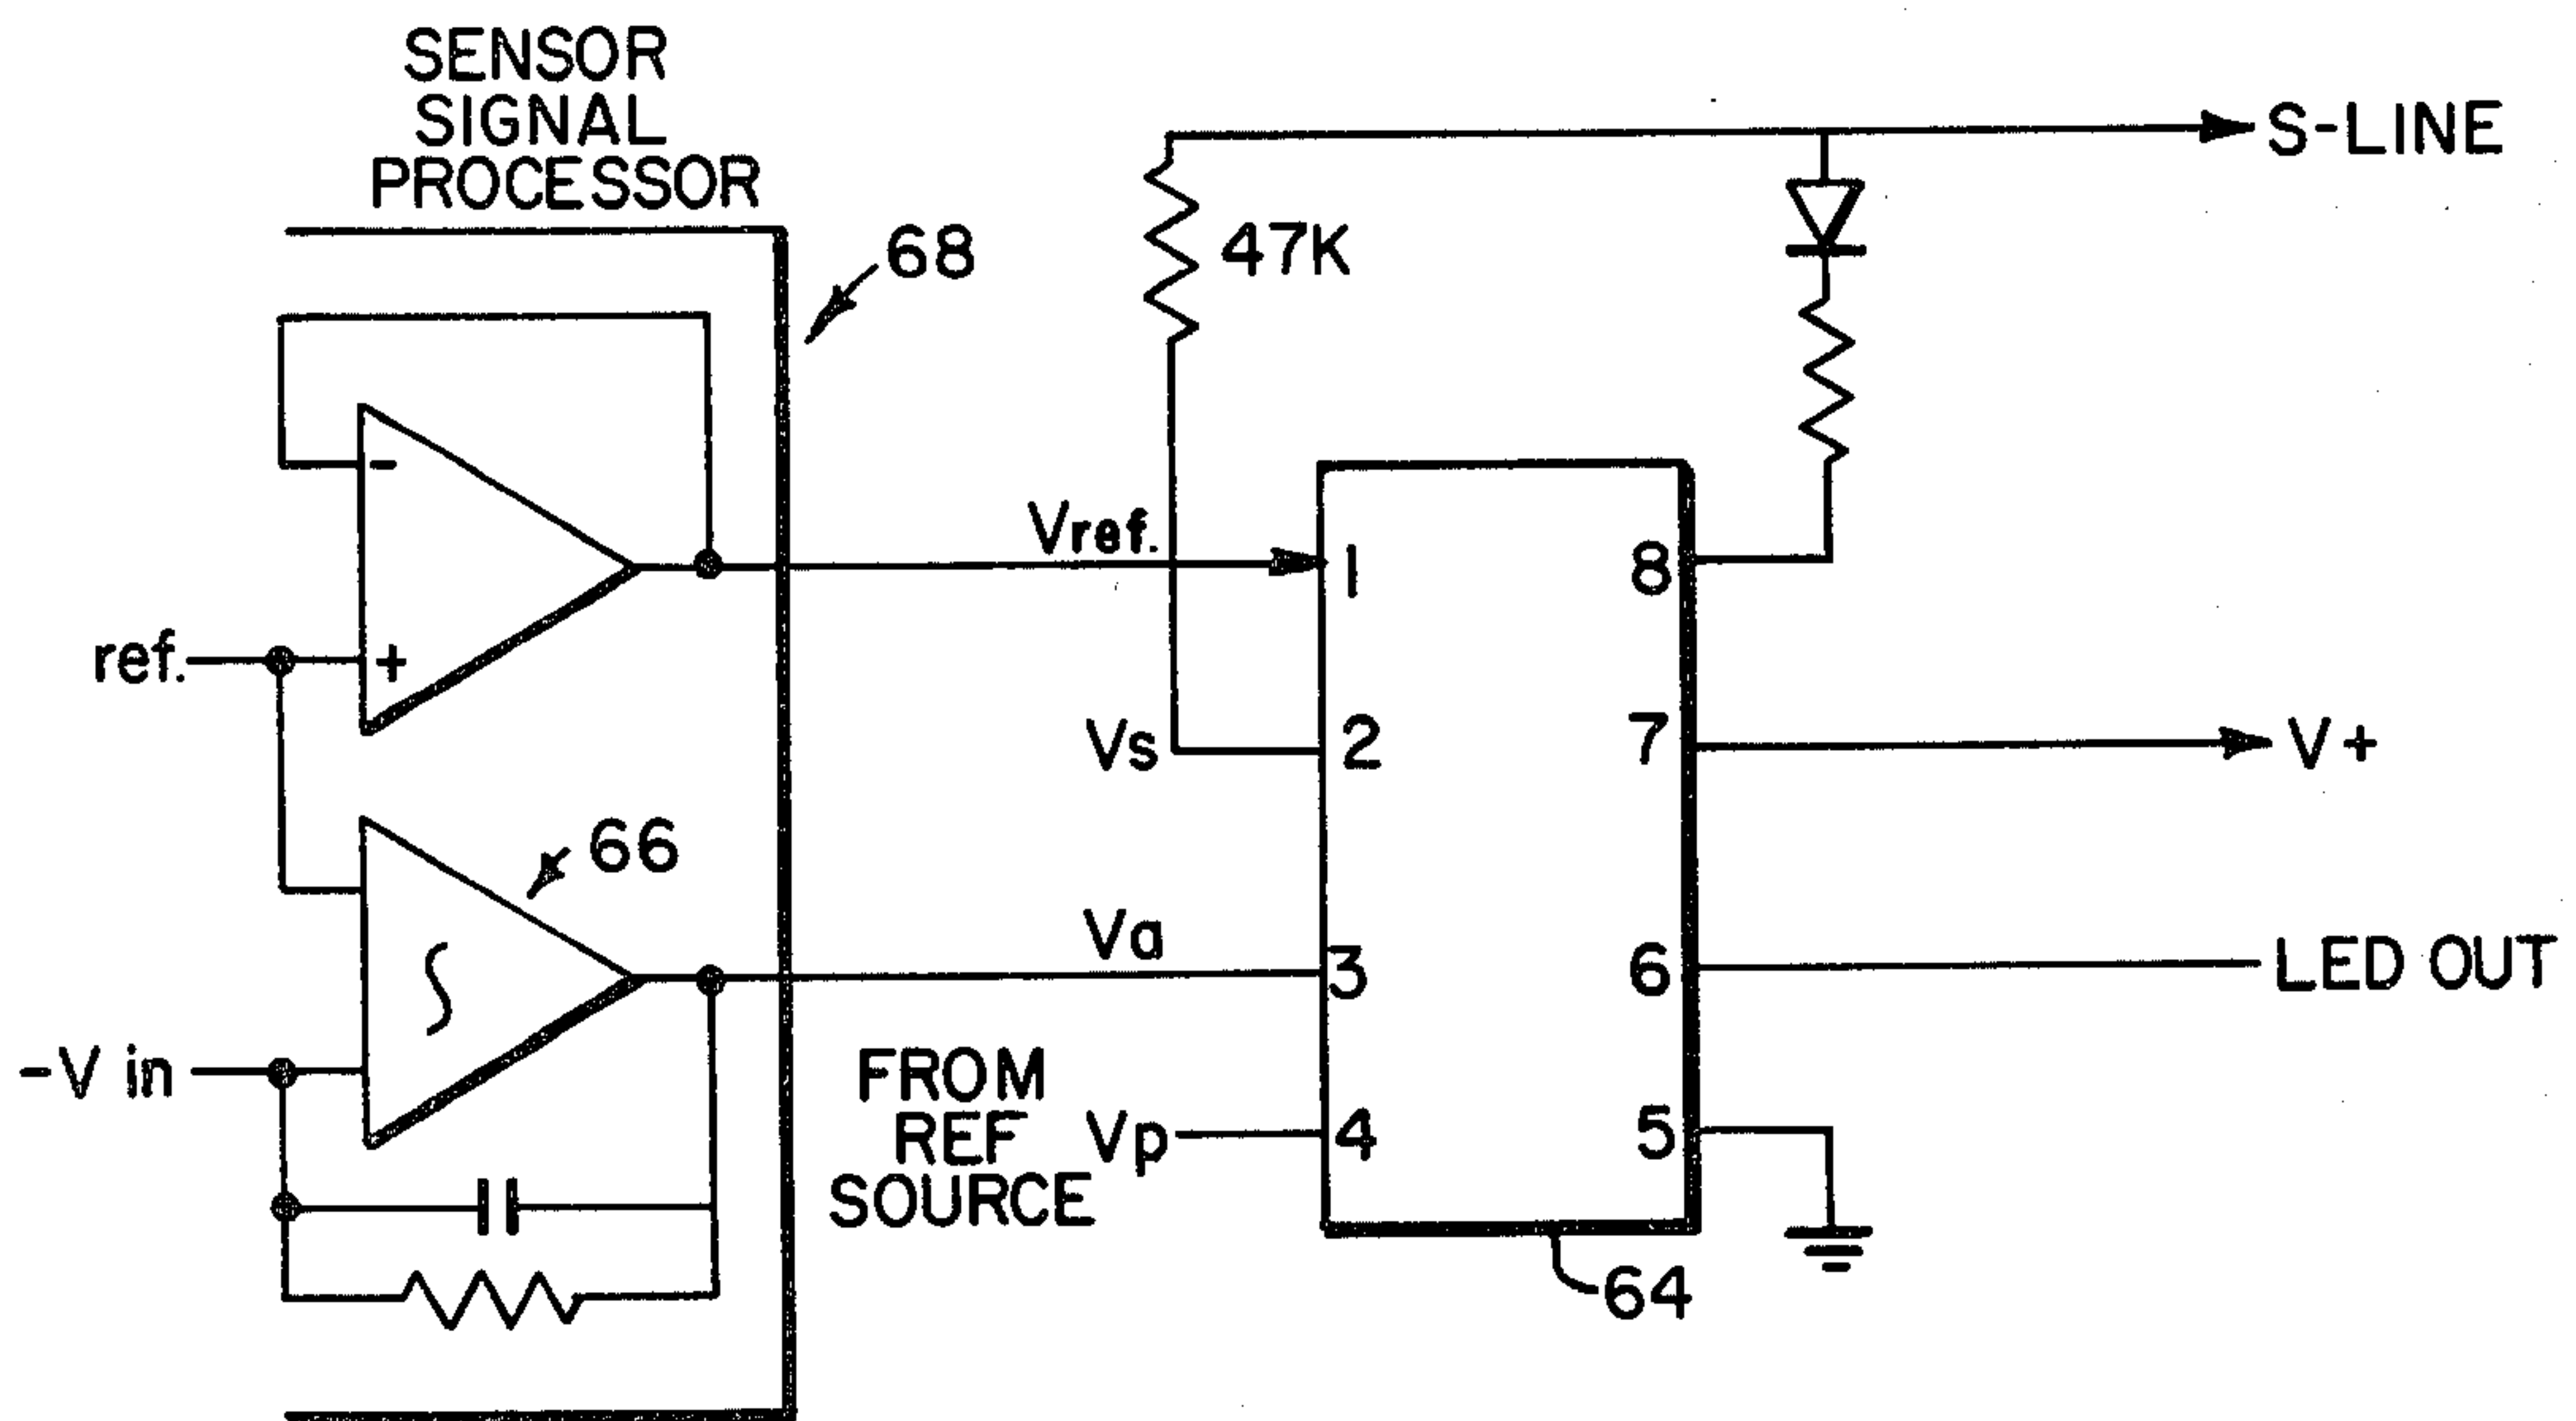 SENSOR
SIGNAL
PROCESSOR
68
S-LINE
47K
-
+
ref.
Vref.
1
8
Vs
2
7
V+
66
∫
Va
3
6
LED OUT
-V in
FROM
REF
SOURCE
Vp
4
5
64